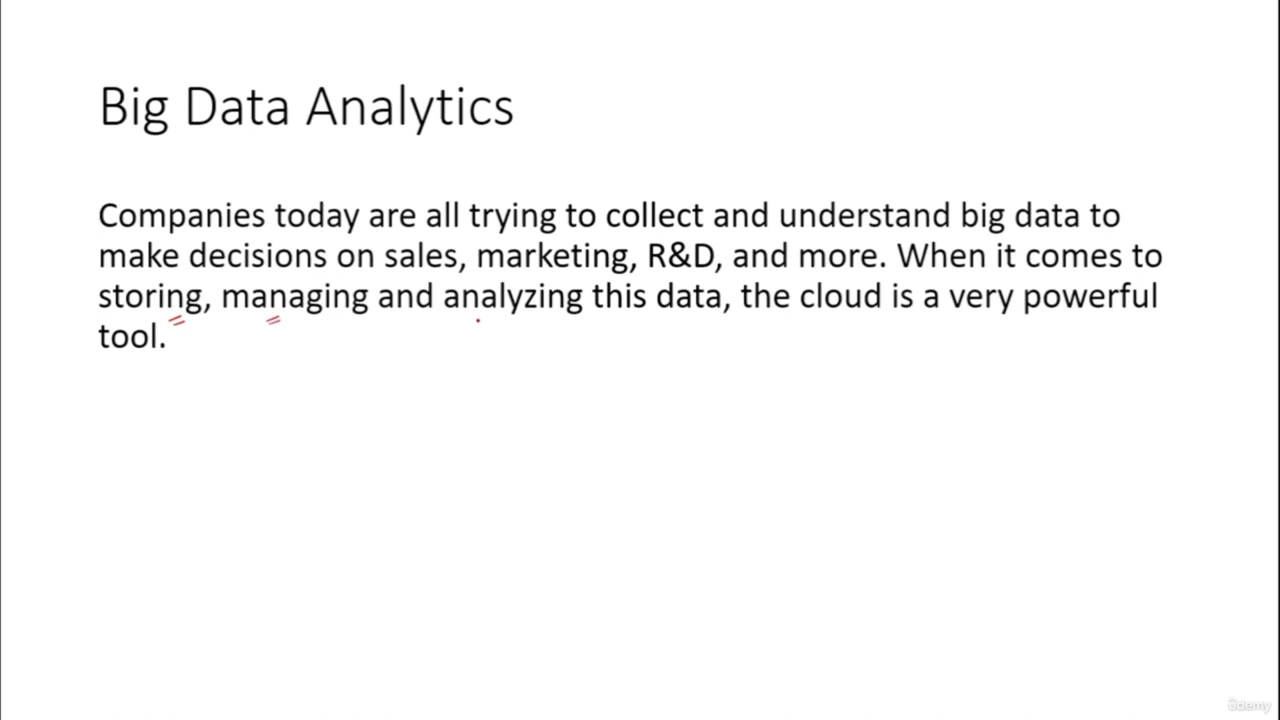 Big Data Analytics
Companies today are all trying to collect and understand big data to
make decisions on sales, marketing, R&D, and more. When it comes to
storing, managing and analyzing this data, the cloud is a very powerful
tool.
ûdemy